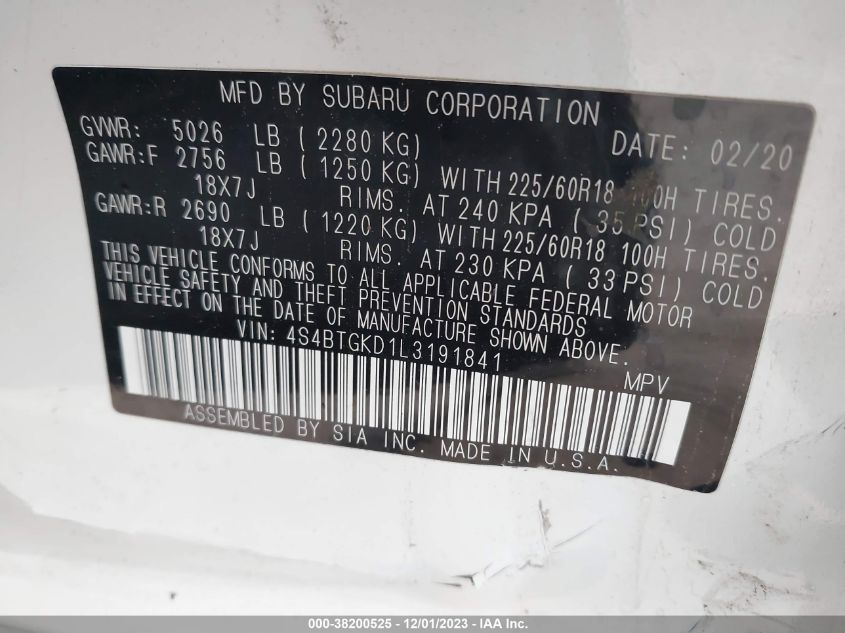 MFD BY SUBARU CORPORATION
GVWR: 5026 LB ( 2280 KG) DATE: 02/20
GAWR:F 2756 LB ( 1250 KG) WITH 225/60R18 100H TIRES.
18X7J RIMS. AT 240 KPA ( 35 PSI) COLD
GAWR:R 2690 LB ( 1220 KG) WITH 225/60R18 100H TIRES.
18X7J RIMS. AT 230 KPA ( 33 PSI) COLD
THIS VEHICLE CONFORMS TO ALL APPLICABLE FEDERAL MOTOR
VEHICLE SAFETY AND THEFT PREVENTION STANDARDS
IN EFFECT ON THE DATE OF MANUFACTURE SHOWN ABOVE.
VIN: 4S4BTGKD1L3191841 MPV
ASSEMBLED BY SIA INC. MADE IN U.S.A.
000-38200525 - 12/01/2023 - IAA Inc.